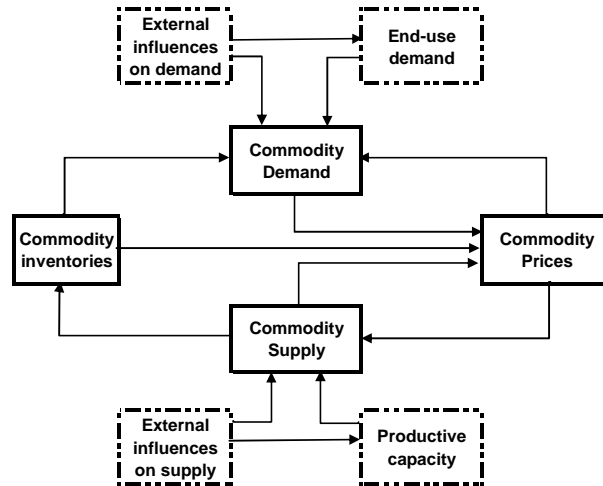 External
influences
on demand
End-use
demand
Commodity
Demand
Commodity
inventories
Commodity
Prices
Commodity
Supply
External
influences
on supply
Productive
capacity